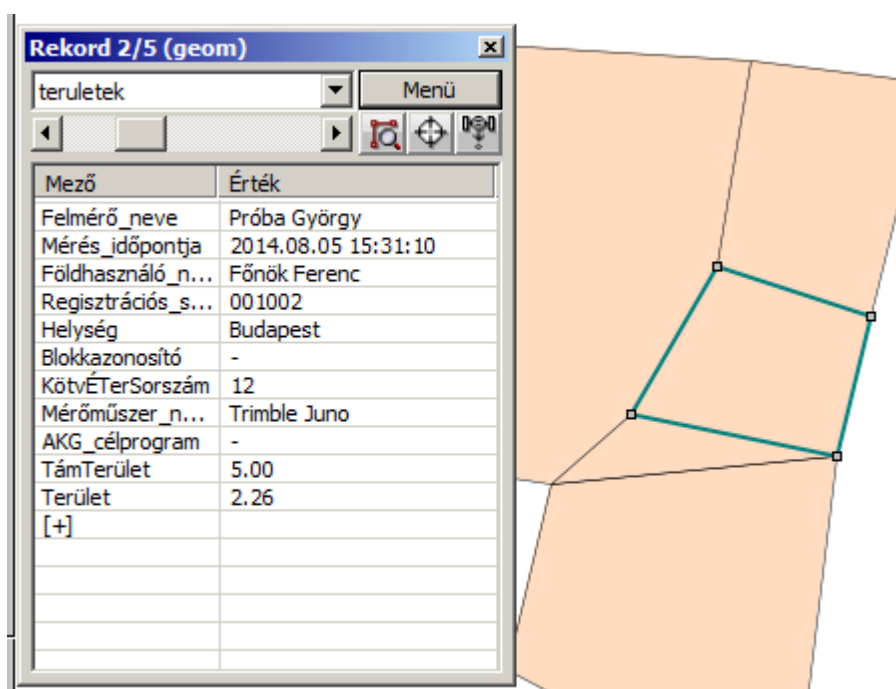 Rekord 2/5 (geom)
teruletek
Menü
Mező Érték
Felmérő_neve Próba György
Mérés_időpontja 2014.08.05 15:31:10
Földhasználó_n... Főnök Ferenc
Regisztrációs_s... 001002
Helység Budapest
Blokkazonosító -
KötvÉTerSorszám 12
Mérőműszer_n... Trimble Juno
AKG_célprogram -
TámTerület 5.00
Terület 2.26
[+]